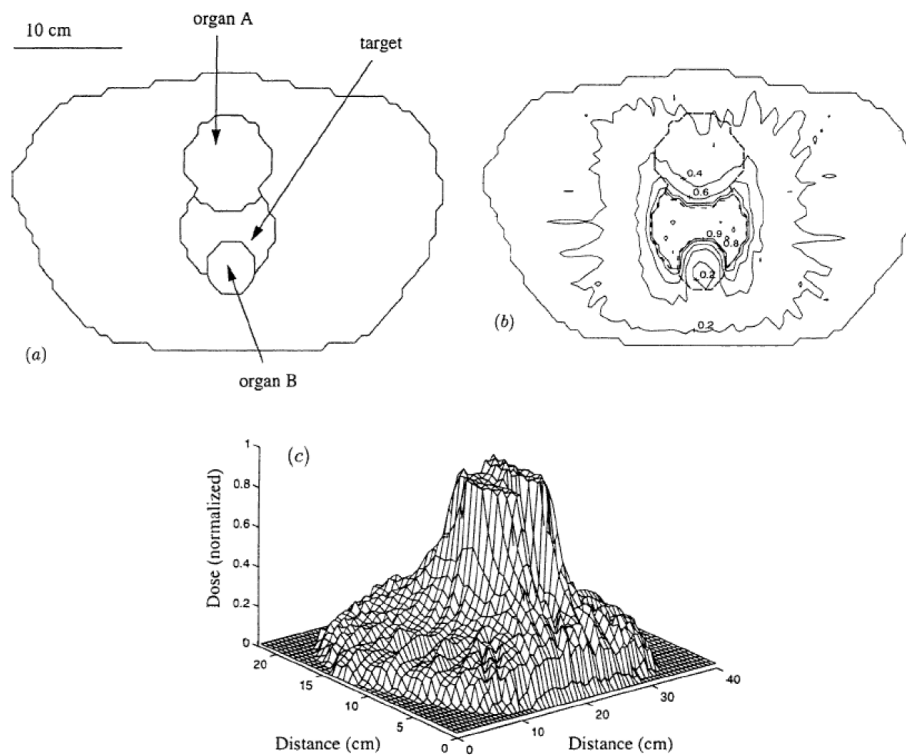 organ A
10 cm
target
(a)
organ B
0.4
0.6
0.9
0.8
0.2
(b)
0.2
(c)
1
0.8
0.6
0.4
0.2
0
Dose (normalized)
20
15
10
5
0
0
10
20
30
40
Distance (cm)
Distance (cm)